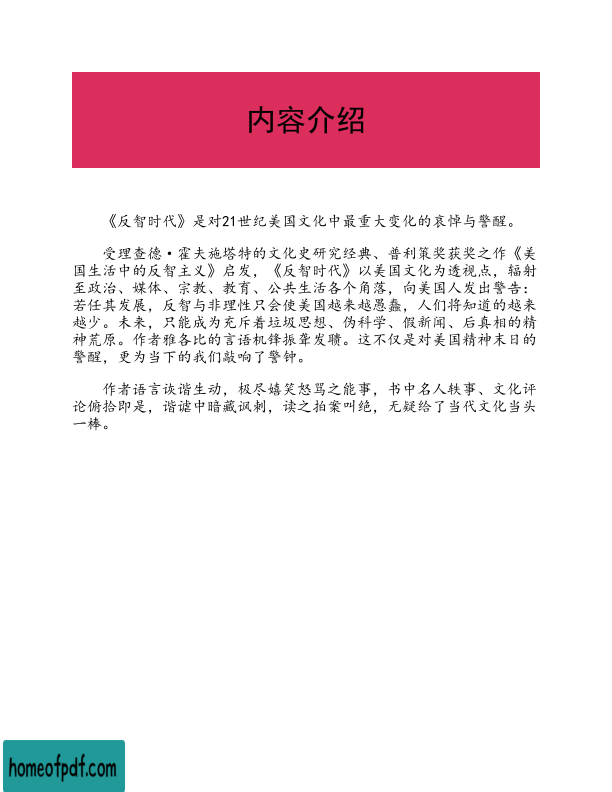 内容介绍
《反智时代》是对21世纪美国文化中最重大变化的哀悼与警醒。
受理查德·霍夫施塔特的文化史研究经典、普利策奖获奖之作《美
国生活中的反智主义》启发，《反智时代》以美国文化为透视点，辐射
至政治、媒体、宗教、教育、公共生活各个角落，向美国人发出警告：
若任其发展，反智与非理性只会使美国越来越愚蠢，人们将知道的越来
越少。未来，只能成为充斥着垃圾思想、伪科学、假新闻、后真相的精
神荒原。作者雅各比的言语机锋振聋发聩。这不仅是对美国精神末日的
警醒，更为当下的我们敲响了警钟。
作者语言诙谐生动，极尽嬉笑怒骂之能事，书中名人轶事、文化评
论俯拾即是，谐谑中暗藏讽刺，读之拍案叫绝，无疑给了当代文化当头
一棒。
homeofpdf.com